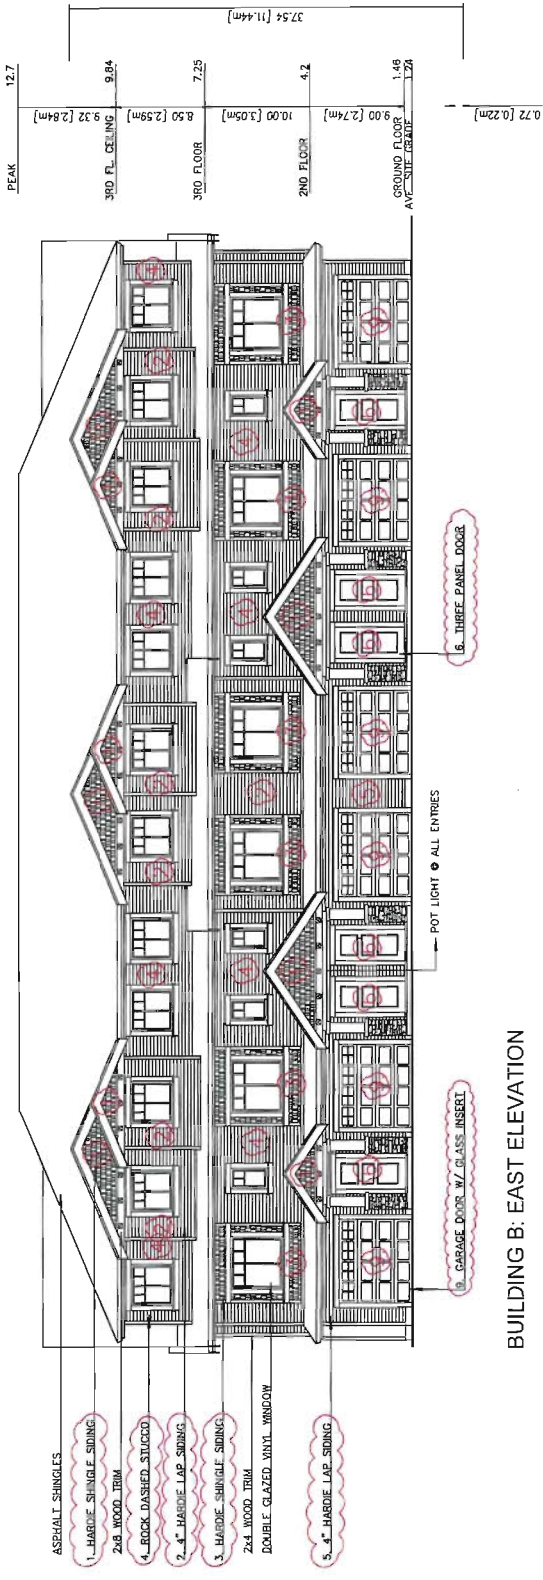 PEAK 12.7
9.32 [2.84m]
3RD FL. CEILING 9.84
8.50 [2.59m]
3RD FLOOR 7.25
10.00 [3.05m]
2ND FLOOR 4.2
9.00 [2.74m]
GROUND FLOOR 1.46
AVE. SITE GRADE 1.24
0.72 [0.22m]
37.54 [11.44m]
ASPHALT SHINGLES
1. HARDIE SHINGLE SIDING
2x8 WOOD TRIM
4. ROCK DASHED STUCCO
2. 4" HARDIE LAP SIDING
3. HARDIE SHINGLE SIDING
2x4 WOOD TRIM
DOUBLE GLAZED VINYL WINDOW
5. 4" HARDIE LAP SIDING
9. GARAGE DOOR W/ GLASS INSERT
POT LIGHT @ ALL ENTRIES
6. THREE PANEL DOOR
BUILDING B: EAST ELEVATION